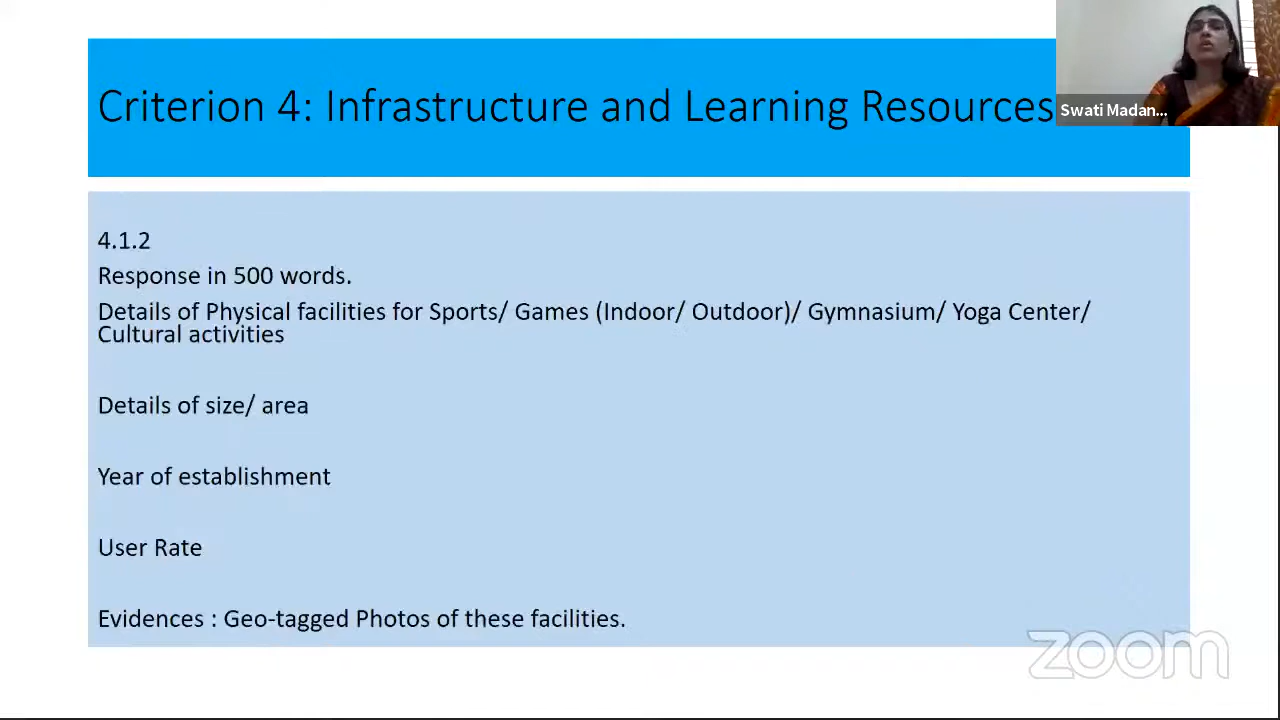 Criterion 4: Infrastructure and Learning Resources
Swati Madan...
4.1.2
Response in 500 words.
Details of Physical facilities for Sports/ Games (Indoor/ Outdoor)/ Gymnasium/ Yoga Center/
Cultural activities
Details of size/ area
Year of establishment
User Rate
Evidences : Geo-tagged Photos of these facilities.
zoom